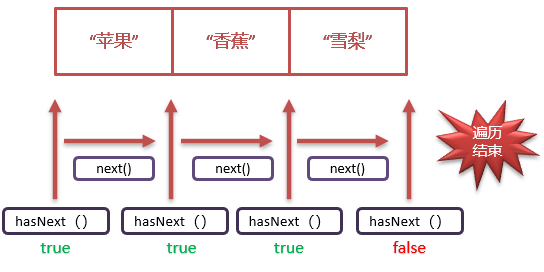 “苹果” “香蕉” “雪梨”
遍历
结束
next() next() next()
hasNext（） hasNext（） hasNext（） hasNext（）
true true true false